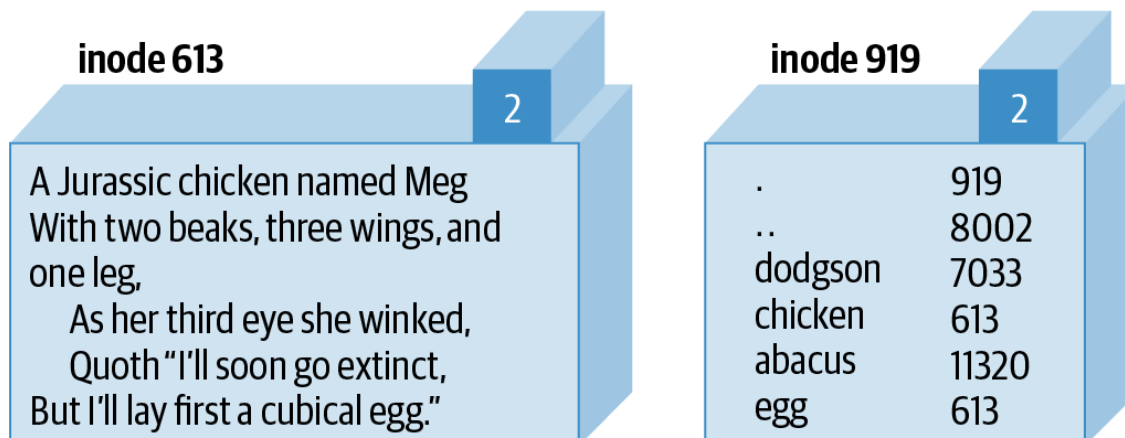 inode 613
2
A Jurassic chicken named Meg
With two beaks, three wings, and
one leg,
As her third eye she winked,
Quoth “I'll soon go extinct,
But I'll lay first a cubical egg.”
inode 919
2
. 919
.. 8002
dodgson 7033
chicken 613
abacus 11320
egg 613